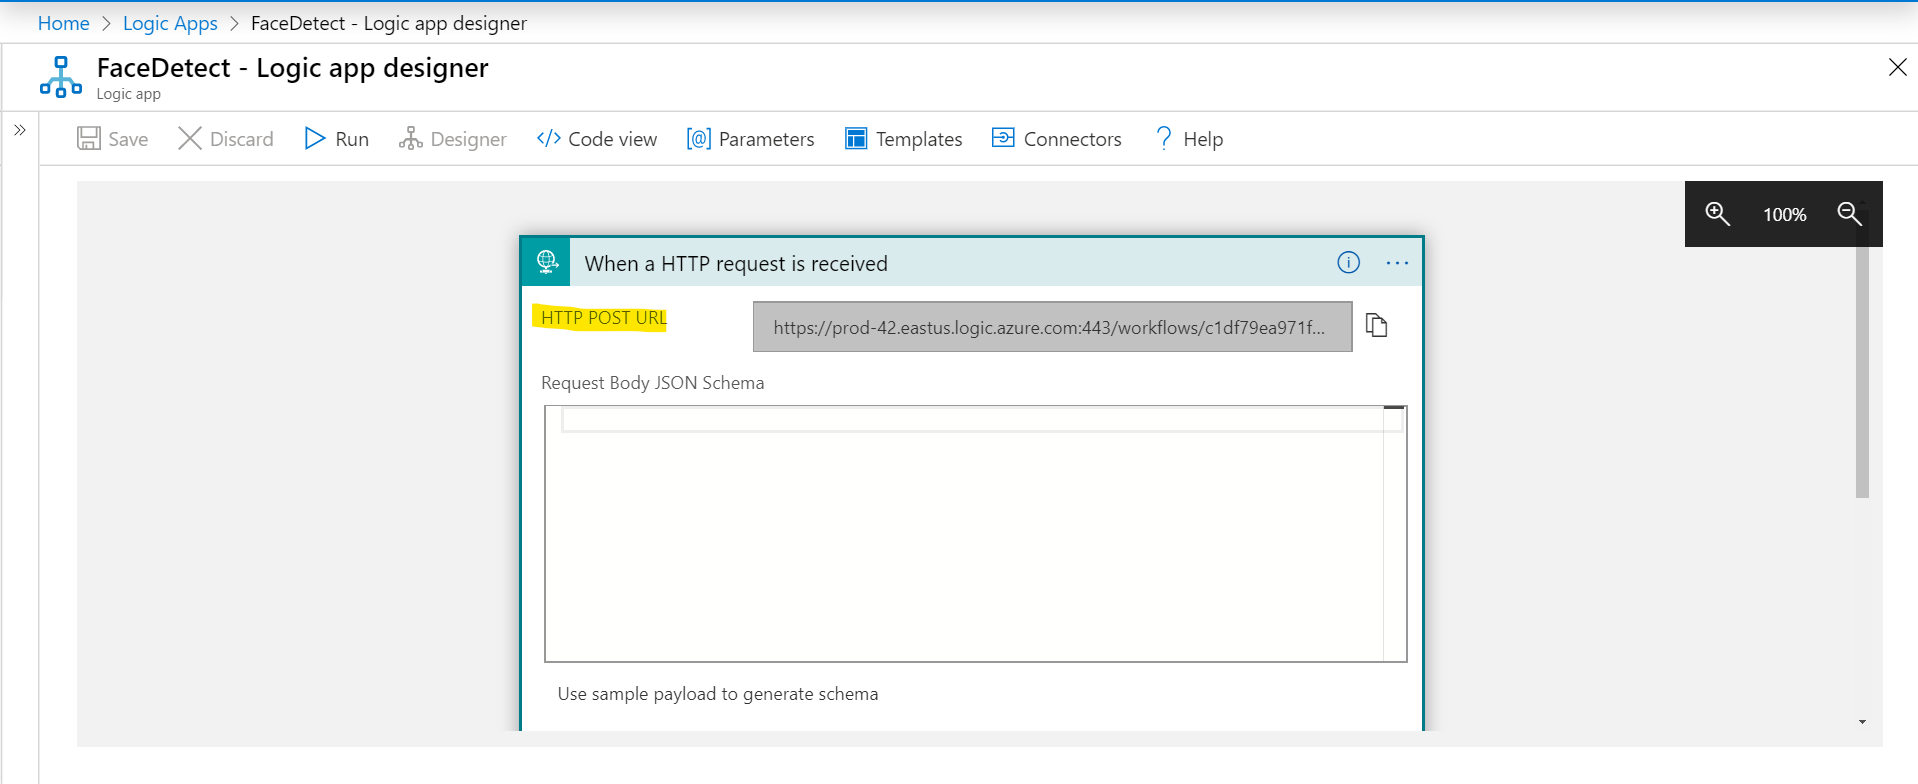 Home > Logic Apps > FaceDetect - Logic app designer
FaceDetect - Logic app designer
Logic app
Save Discard Run Designer Code view Parameters Templates Connectors Help
100%
When a HTTP request is received
HTTP POST URL
https://prod-42.eastus.logic.azure.com:443/workflows/c1df79ea971f...
Request Body JSON Schema
Use sample payload to generate schema